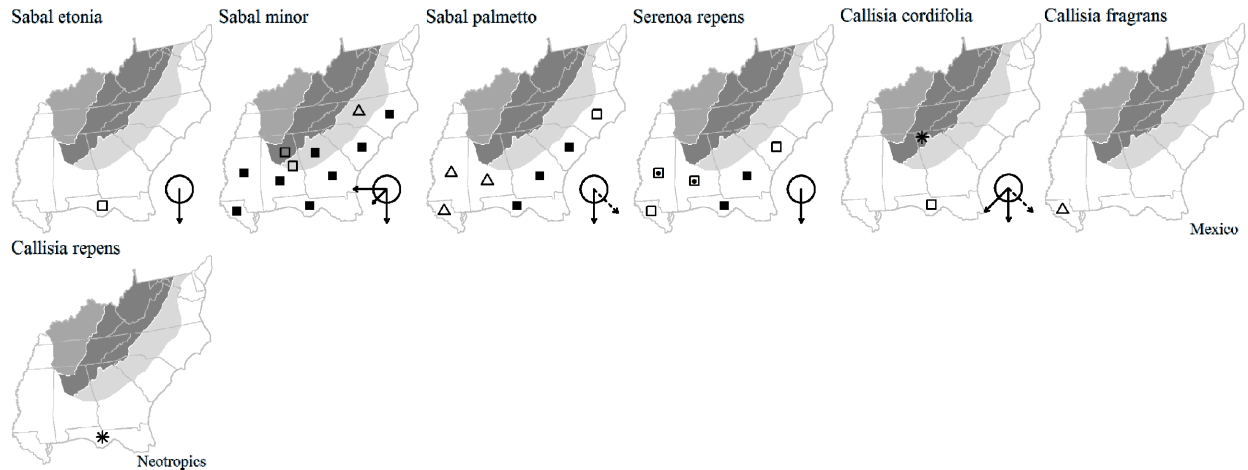 Sabal etonia
Sabal minor
Sabal palmetto
Serenoa repens
Callisia cordifolia
Callisia fragrans
Mexico
Callisia repens
Neotropics